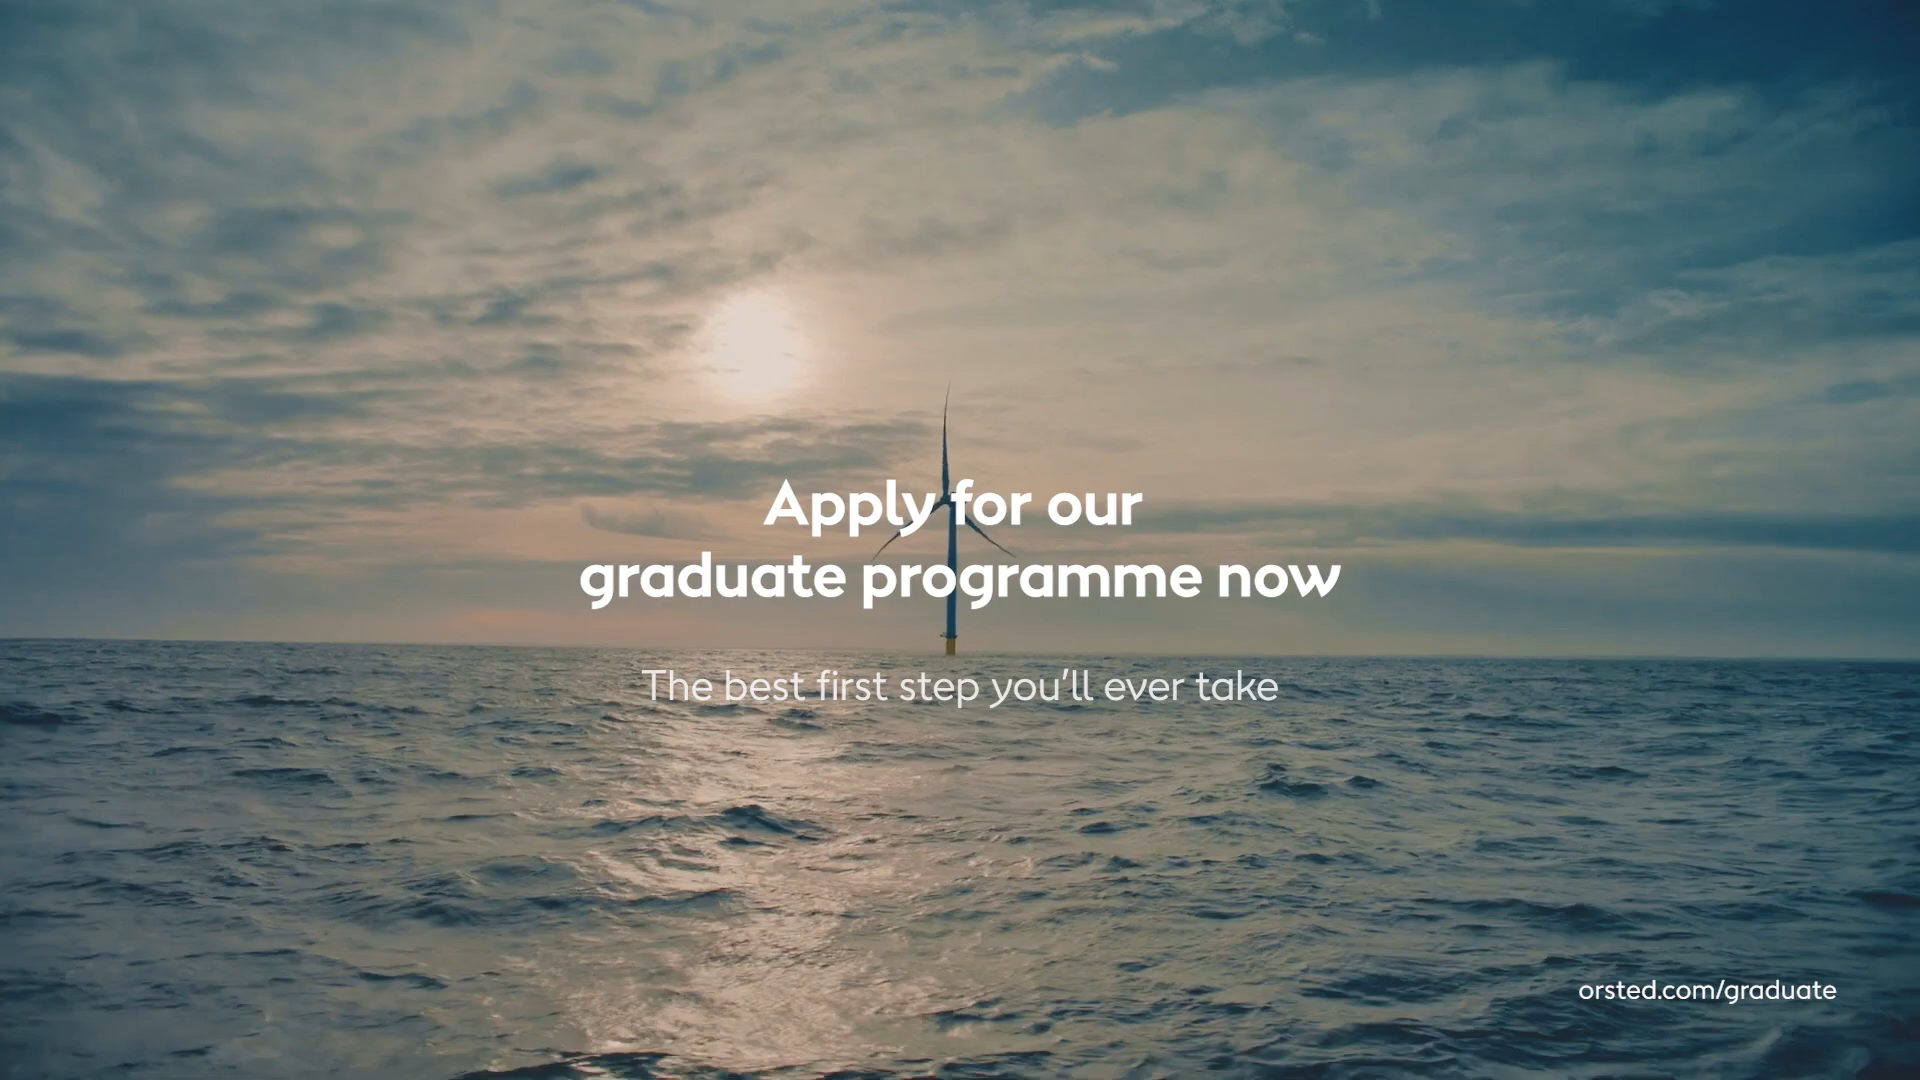 Apply for our
graduate programme now
The best first step you'll ever take
orsted.com/graduate